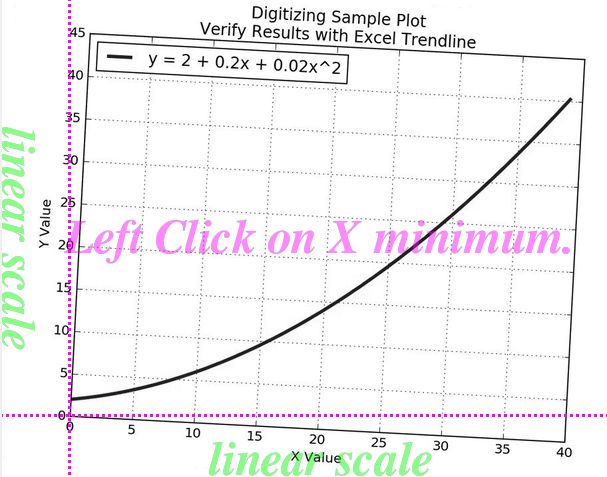 Digitizing Sample Plot
Verify Results with Excel Trendline
y = 2 + 0.2x + 0.02x^2
45
40
35
30
25
20
15
10
5
0
Y Value
linear scale
Left Click on X minimum.
0 5 10 15 20 25 30 35 40
X Value
linear scale